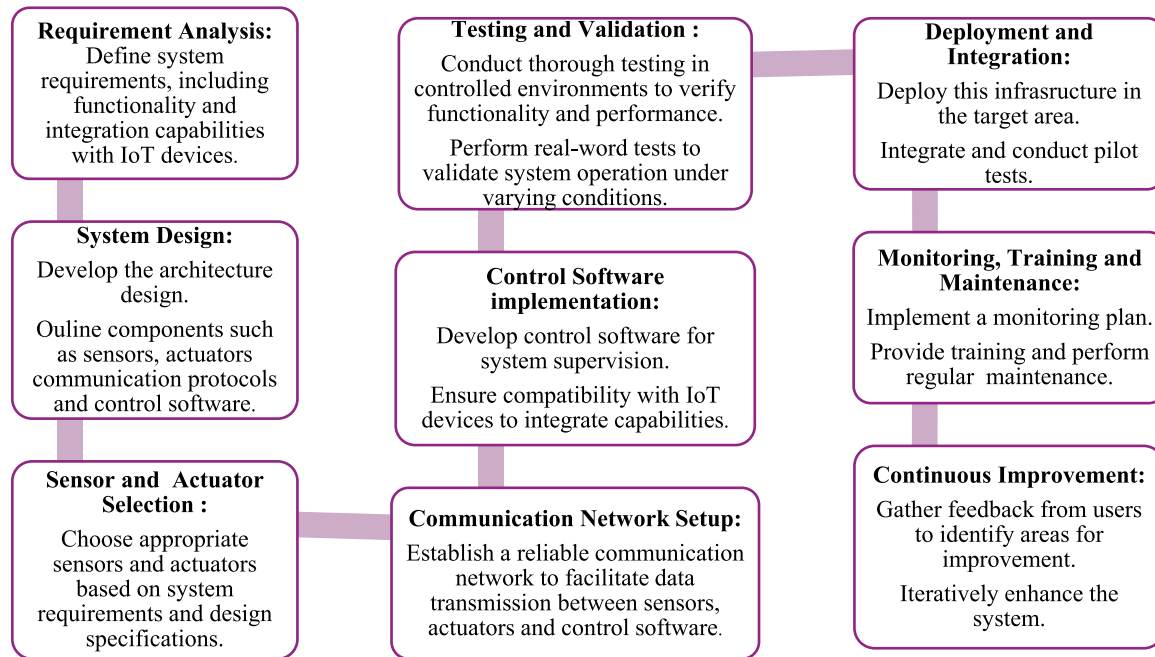 Requirement Analysis:
Define system
requirements, including
functionality and
integration capabilities
with IoT devices.
System Design:
Develop the architecture
design.
Ouline components such
as sensors, actuators
communication protocols
and control software.
Sensor and Actuator
Selection :
Choose appropriate
sensors and actuators
based on system
requirements and design
specifications.
Communication Network Setup:
Establish a reliable communication
network to facilitate data
transmission between sensors,
actuators and control software.
Control Software
implementation:
Develop control software for
system supervision.
Ensure compatibility with IoT
devices to integrate capabilities.
Testing and Validation :
Conduct thorough testing in
controlled environments to verify
functionality and performance.
Perform real-word tests to
validate system operation under
varying conditions.
Deployment and
Integration:
Deploy this infrasructure in
the target area.
Integrate and conduct pilot
tests.
Monitoring, Training and
Maintenance:
Implement a monitoring plan.
Provide training and perform
regular maintenance.
Continuous Improvement:
Gather feedback from users
to identify areas for
improvement.
Iteratively enhance the
system.